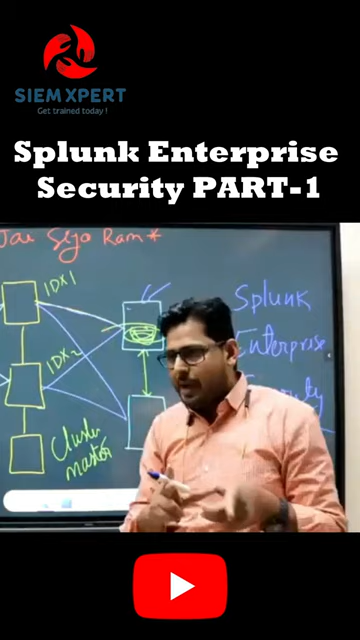 SIEM XPERT
Get trained today !
Splunk Enterprise
Security PART-1
Jai Siya Ram*
IDX1
IDX2
Cluster
master
Splunk
Enterprise